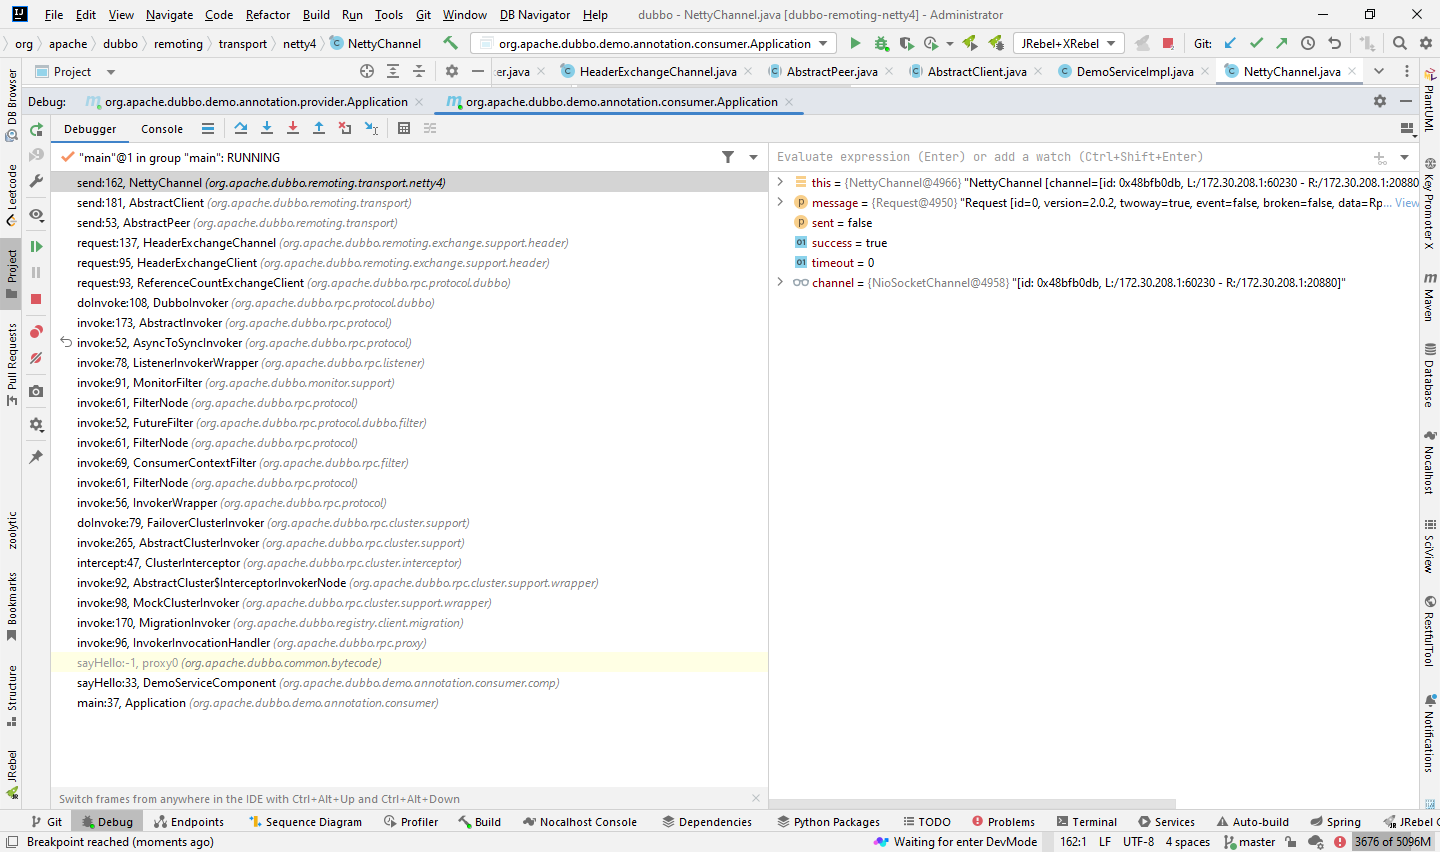 File Edit View Navigate Code Refactor Build Run Tools Git Window DB Navigator Help dubbo - NettyChannel.java [dubbo-remoting-netty4] - Administrator
org apache dubbo remoting transport netty4 NettyChannel org.apache.dubbo.demo.annotation.consumer.Application JRebel+XRebel Git:
Project er.java HeaderExchangeChannel.java AbstractPeer.java AbstractClient.java DemoServiceImpl.java NettyChannel.java
Debug: org.apache.dubbo.demo.annotation.provider.Application org.apache.dubbo.demo.annotation.consumer.Application
Debugger Console
"main"@1 in group "main": RUNNING
send:162, NettyChannel (org.apache.dubbo.remoting.transport.netty4)
send:181, AbstractClient (org.apache.dubbo.remoting.transport)
send:53, AbstractPeer (org.apache.dubbo.remoting.transport)
request:137, HeaderExchangeChannel (org.apache.dubbo.remoting.exchange.support.header)
request:95, HeaderExchangeClient (org.apache.dubbo.remoting.exchange.support.header)
request:93, ReferenceCountExchangeClient (org.apache.dubbo.rpc.protocol.dubbo)
doInvoke:108, DubboInvoker (org.apache.dubbo.rpc.protocol.dubbo)
invoke:173, AbstractInvoker (org.apache.dubbo.rpc.protocol)
invoke:52, AsyncToSyncInvoker (org.apache.dubbo.rpc.protocol)
invoke:78, ListenerInvokerWrapper (org.apache.dubbo.rpc.listener)
invoke:91, MonitorFilter (org.apache.dubbo.monitor.support)
invoke:61, FilterNode (org.apache.dubbo.rpc.protocol)
invoke:52, FutureFilter (org.apache.dubbo.rpc.protocol.dubbo.filter)
invoke:61, FilterNode (org.apache.dubbo.rpc.protocol)
invoke:69, ConsumerContextFilter (org.apache.dubbo.rpc.filter)
invoke:61, FilterNode (org.apache.dubbo.rpc.protocol)
invoke:56, InvokerWrapper (org.apache.dubbo.rpc.protocol)
doInvoke:79, FailoverClusterInvoker (org.apache.dubbo.rpc.cluster.support)
invoke:265, AbstractClusterInvoker (org.apache.dubbo.rpc.cluster.support)
intercept:47, ClusterInterceptor (org.apache.dubbo.rpc.cluster.interceptor)
invoke:92, AbstractCluster$InterceptorInvokerNode (org.apache.dubbo.rpc.cluster.support.wrapper)
invoke:98, MockClusterInvoker (org.apache.dubbo.rpc.cluster.support.wrapper)
invoke:170, MigrationInvoker (org.apache.dubbo.registry.client.migration)
invoke:96, InvokerInvocationHandler (org.apache.dubbo.rpc.proxy)
sayHello:-1, proxy0 (org.apache.dubbo.common.bytecode)
sayHello:33, DemoServiceComponent (org.apache.dubbo.demo.annotation.consumer.comp)
main:37, Application (org.apache.dubbo.demo.annotation.consumer)
Switch frames from anywhere in the IDE with Ctrl+Alt+Up and Ctrl+Alt+Down
Evaluate expression (Enter) or add a watch (Ctrl+Shift+Enter)
this = {NettyChannel@4966} "NettyChannel [channel=[id: 0x48bfb0db, L:/172.30.208.1:60230 - R:/172.30.208.1:20880
message = {Request@4950} "Request [id=0, version=2.0.2, twoway=true, event=false, broken=false, data=Rp... View
sent = false
success = true
timeout = 0
channel = {NioSocketChannel@4958} "[id: 0x48bfb0db, L:/172.30.208.1:60230 - R:/172.30.208.1:20880]"
DB Browser
Leetcode
Project
Pull Requests
zoolytic
Bookmarks
Structure
JRebel
PlantUML
Key Promoter X
Maven
Database
Nocalhost
SciView
RestfulTool
Notifications
Git Debug Endpoints Sequence Diagram Profiler Build Nocalhost Console Dependencies Python Packages TODO Problems Terminal Services Auto-build Spring JRebel C
Breakpoint reached (moments ago) Waiting for enter DevMode 162:1 LF UTF-8 4 spaces master 3676 of 5096M